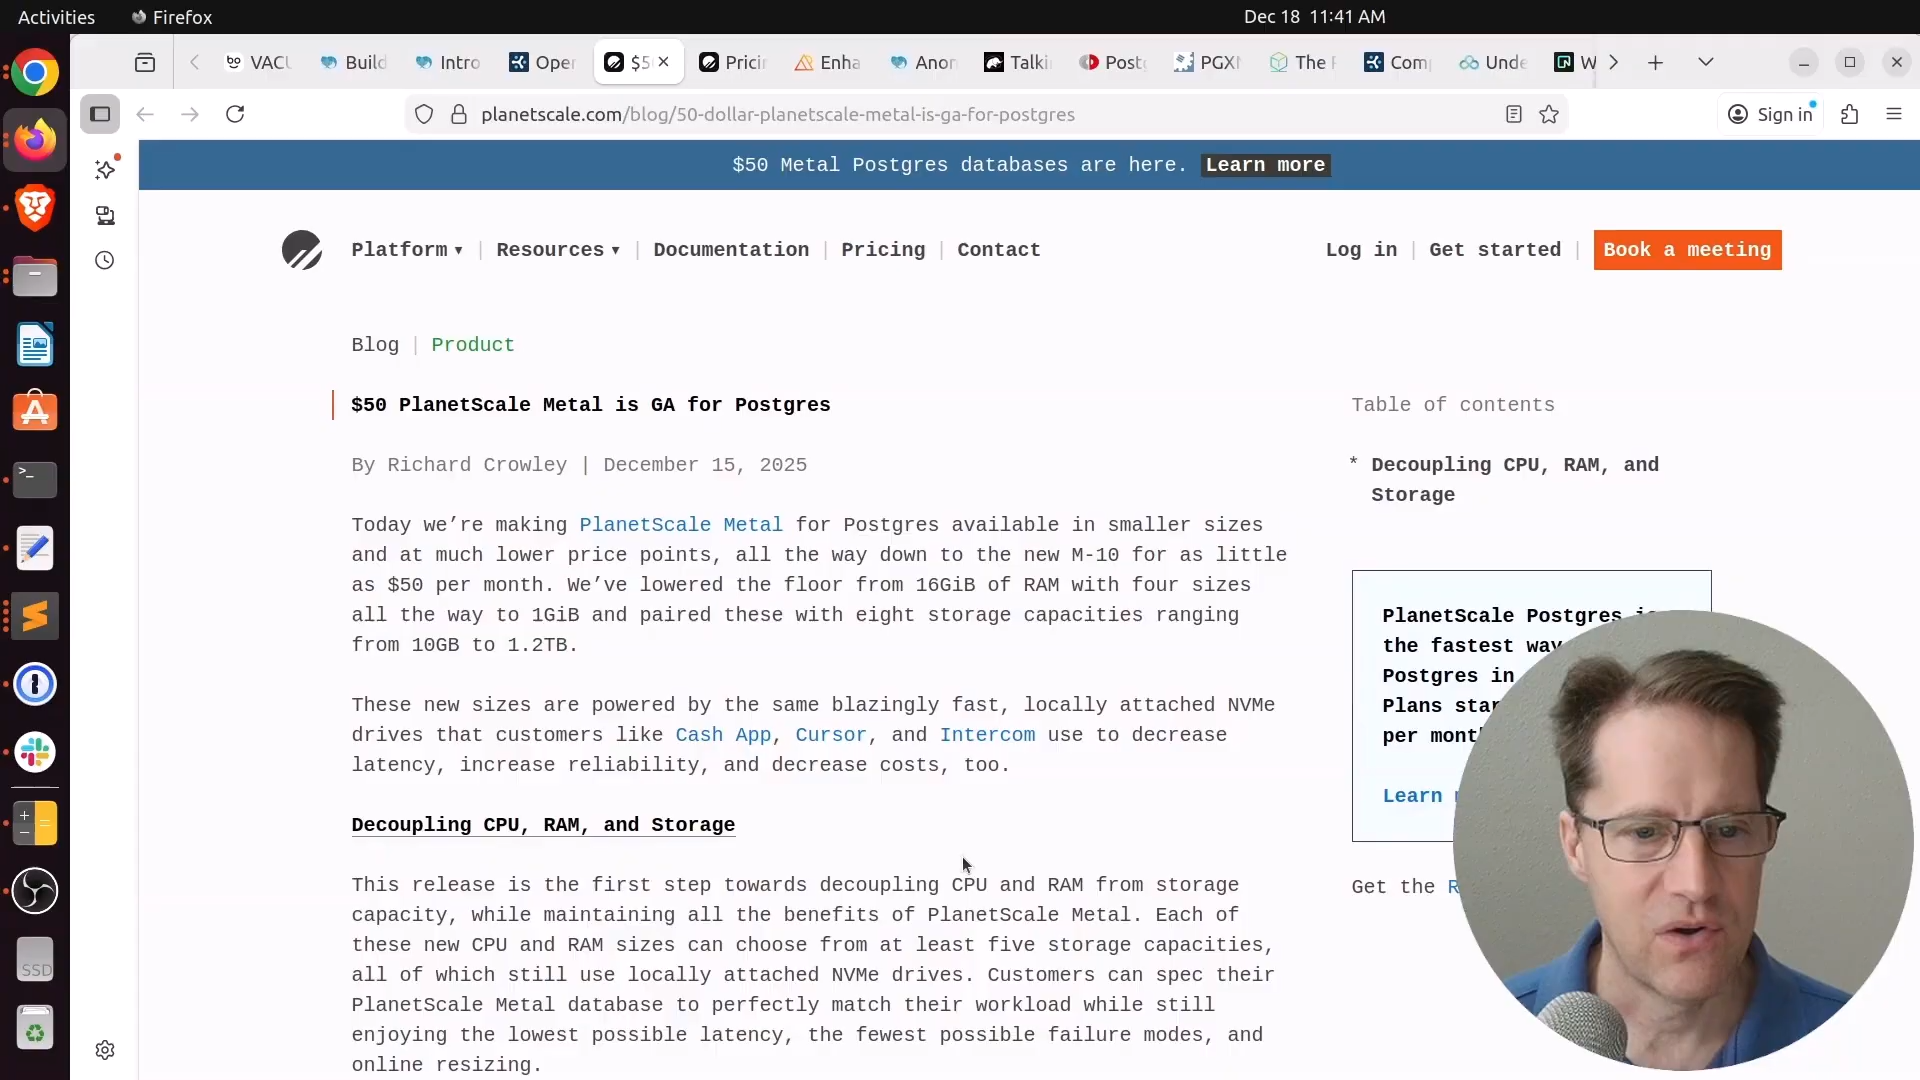 Activities
Firefox
Dec 18 11:41 AM
VACU
Build
Intro
Oper
$5
Pricin
Enha
Anon
Talki
Postg
PGXN
The
Com
Unde
W
planetscale.com/blog/50-dollar-planetscale-metal-is-ga-for-postgres
Sign in
$50 Metal Postgres databases are here. Learn more
Platform | Resources | Documentation | Pricing | Contact
Log in | Get started | Book a meeting
Blog | Product
$50 PlanetScale Metal is GA for Postgres
By Richard Crowley | December 15, 2025
Today we’re making PlanetScale Metal for Postgres available in smaller sizes
and at much lower price points, all the way down to the new M-10 for as little
as $50 per month. We’ve lowered the floor from 16GiB of RAM with four sizes
all the way to 1GiB and paired these with eight storage capacities ranging
from 10GB to 1.2TB.
These new sizes are powered by the same blazingly fast, locally attached NVMe
drives that customers like Cash App, Cursor, and Intercom use to decrease
latency, increase reliability, and decrease costs, too.
Decoupling CPU, RAM, and Storage
This release is the first step towards decoupling CPU and RAM from storage
capacity, while maintaining all the benefits of PlanetScale Metal. Each of
these new CPU and RAM sizes can choose from at least five storage capacities,
all of which still use locally attached NVMe drives. Customers can spec their
PlanetScale Metal database to perfectly match their workload while still
enjoying the lowest possible latency, the fewest possible failure modes, and
online resizing.
Table of contents
* Decoupling CPU, RAM, and
Storage
PlanetScale Postgres is
the fastest way
Postgres in
Plans
per month
Learn
Get the
SSD